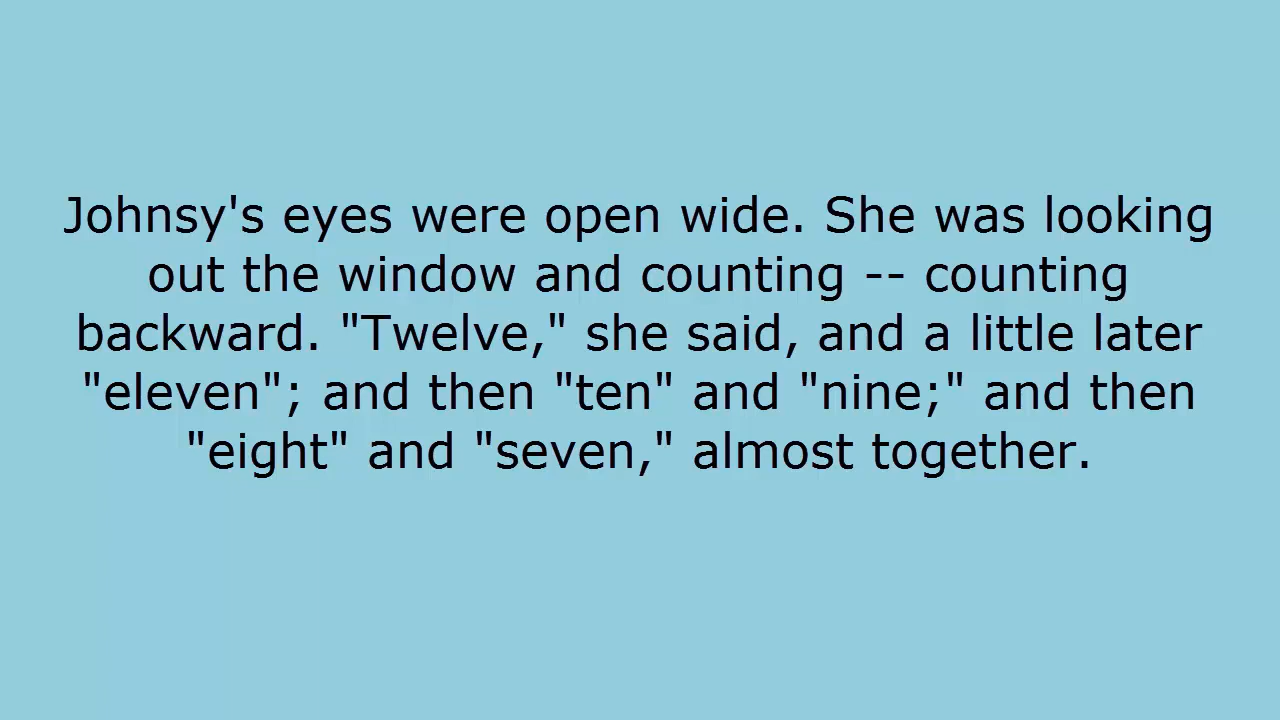 Johnsy's eyes were open wide. She was looking
out the window and counting -- counting
backward. "Twelve," she said, and a little later
"eleven"; and then "ten" and "nine;" and then
"eight" and "seven," almost together.